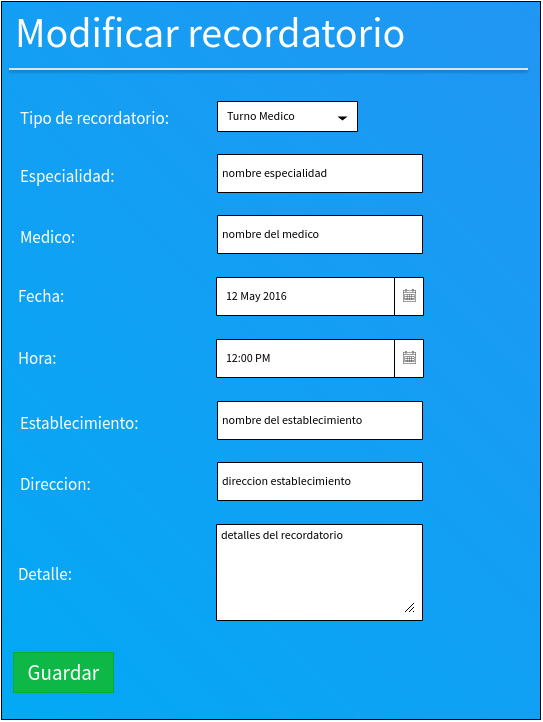 Modificar recordatorio
Tipo de recordatorio: Turno Medico
Especialidad: nombre especialidad
Medico: nombre del medico
Fecha: 12 May 2016
Hora: 12:00 PM
Establecimiento: nombre del establecimiento
Direccion: direccion establecimiento
detalles del recordatorio
Detalle:
Guardar